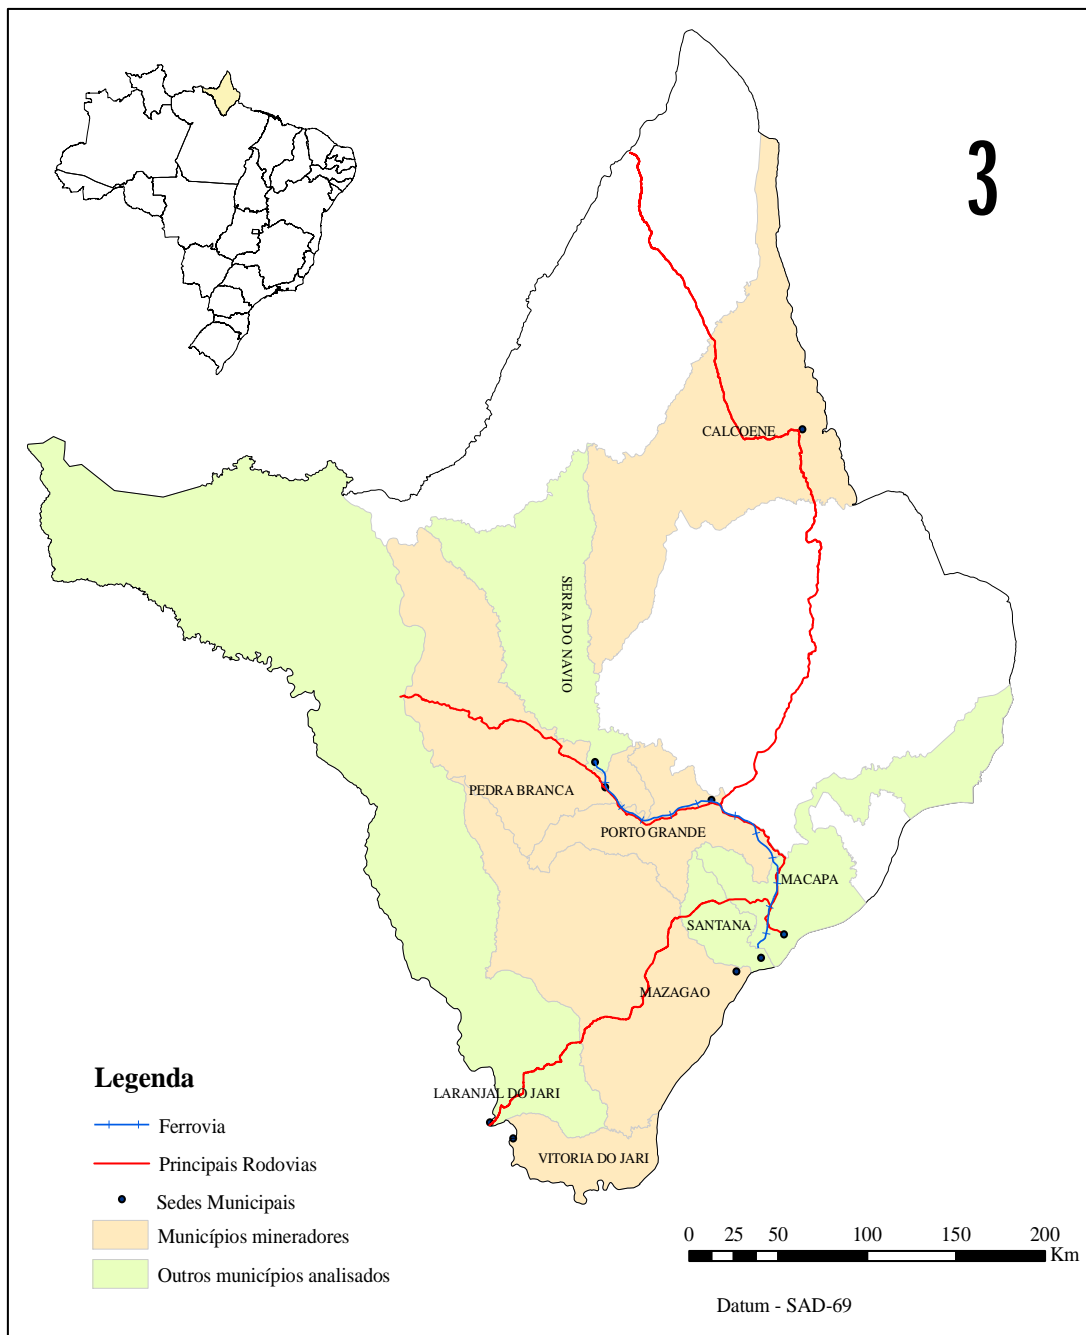 3
CALCOENE
SERRA DO NAVIO
PEDRA BRANCA
PORTO GRANDE
MACAPA
SANTANA
MAZAGAO
LARANJAL DO JARI
VITORIA DO JARI
Legenda
Ferrovia
Principais Rodovias
Sedes Municipais
Municípios mineradores
Outros municípios analisados
0 25 50 100 150 200
Km
Datum - SAD-69